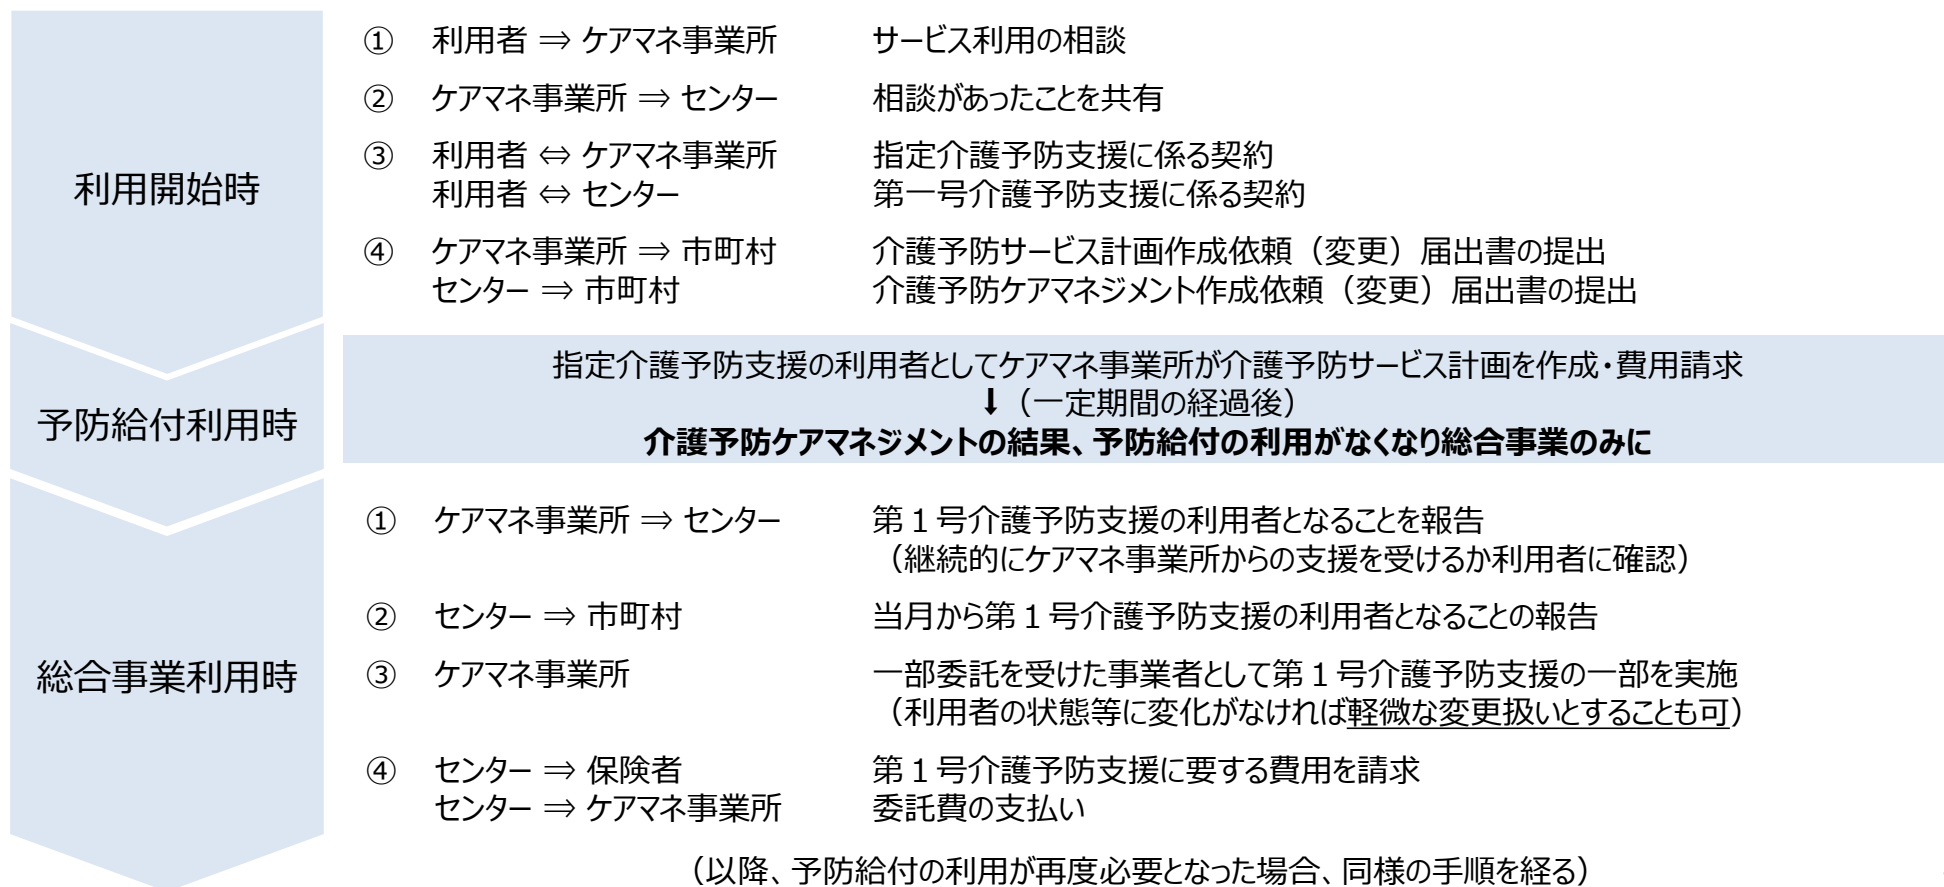 利用開始時
① 利用者 ⇒ ケアマネ事業所 サービス利用の相談
② ケアマネ事業所 ⇒ センター 相談があったことを共有
③ 利用者 ⇔ ケアマネ事業所 指定介護予防支援に係る契約
利用者 ⇔ センター 第一号介護予防支援に係る契約
④ ケアマネ事業所 ⇒ 市町村 介護予防サービス計画作成依頼（変更）届出書の提出
センター ⇒ 市町村 介護予防ケアマネジメント作成依頼（変更）届出書の提出
予防給付利用時
指定介護予防支援の利用者としてケアマネ事業所が介護予防サービス計画を作成・費用請求
⬇（一定期間の経過後）
介護予防ケアマネジメントの結果、予防給付の利用がなくなり総合事業のみに
総合事業利用時
① ケアマネ事業所 ⇒ センター 第１号介護予防支援の利用者となることを報告
（継続的にケアマネ事業所からの支援を受けるか利用者に確認）
② センター ⇒ 市町村 当月から第１号介護予防支援の利用者となることの報告
③ ケアマネ事業所 一部委託を受けた事業者として第１号介護予防支援の一部を実施
（利用者の状態等に変化がなければ軽微な変更扱いとすることも可）
④ センター ⇒ 保険者 第１号介護予防支援に要する費用を請求
センター ⇒ ケアマネ事業所 委託費の支払い
（以降、予防給付の利用が再度必要となった場合、同様の手順を経る）